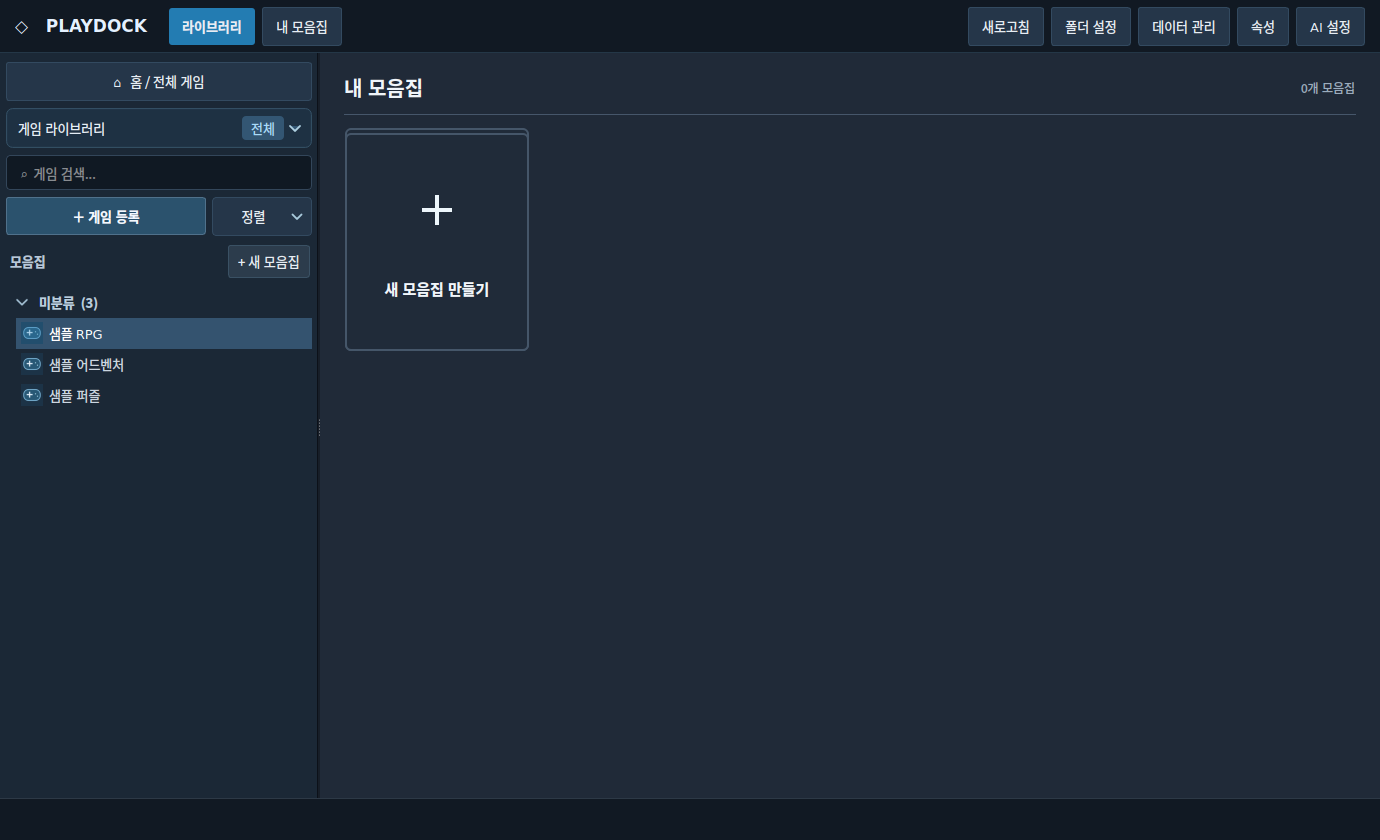 ◇ PLAYDOCK 라이브러리 내 모음집 새로고침 폴더 설정 데이터 관리 속성 AI 설정
⌂ 홈 / 전체 게임
게임 라이브러리 전체
게임 검색...
+ 게임 등록 정렬
모음집 + 새 모음집
미분류 (3)
샘플 RPG
샘플 어드벤처
샘플 퍼즐
내 모음집 0개 모음집
+
새 모음집 만들기